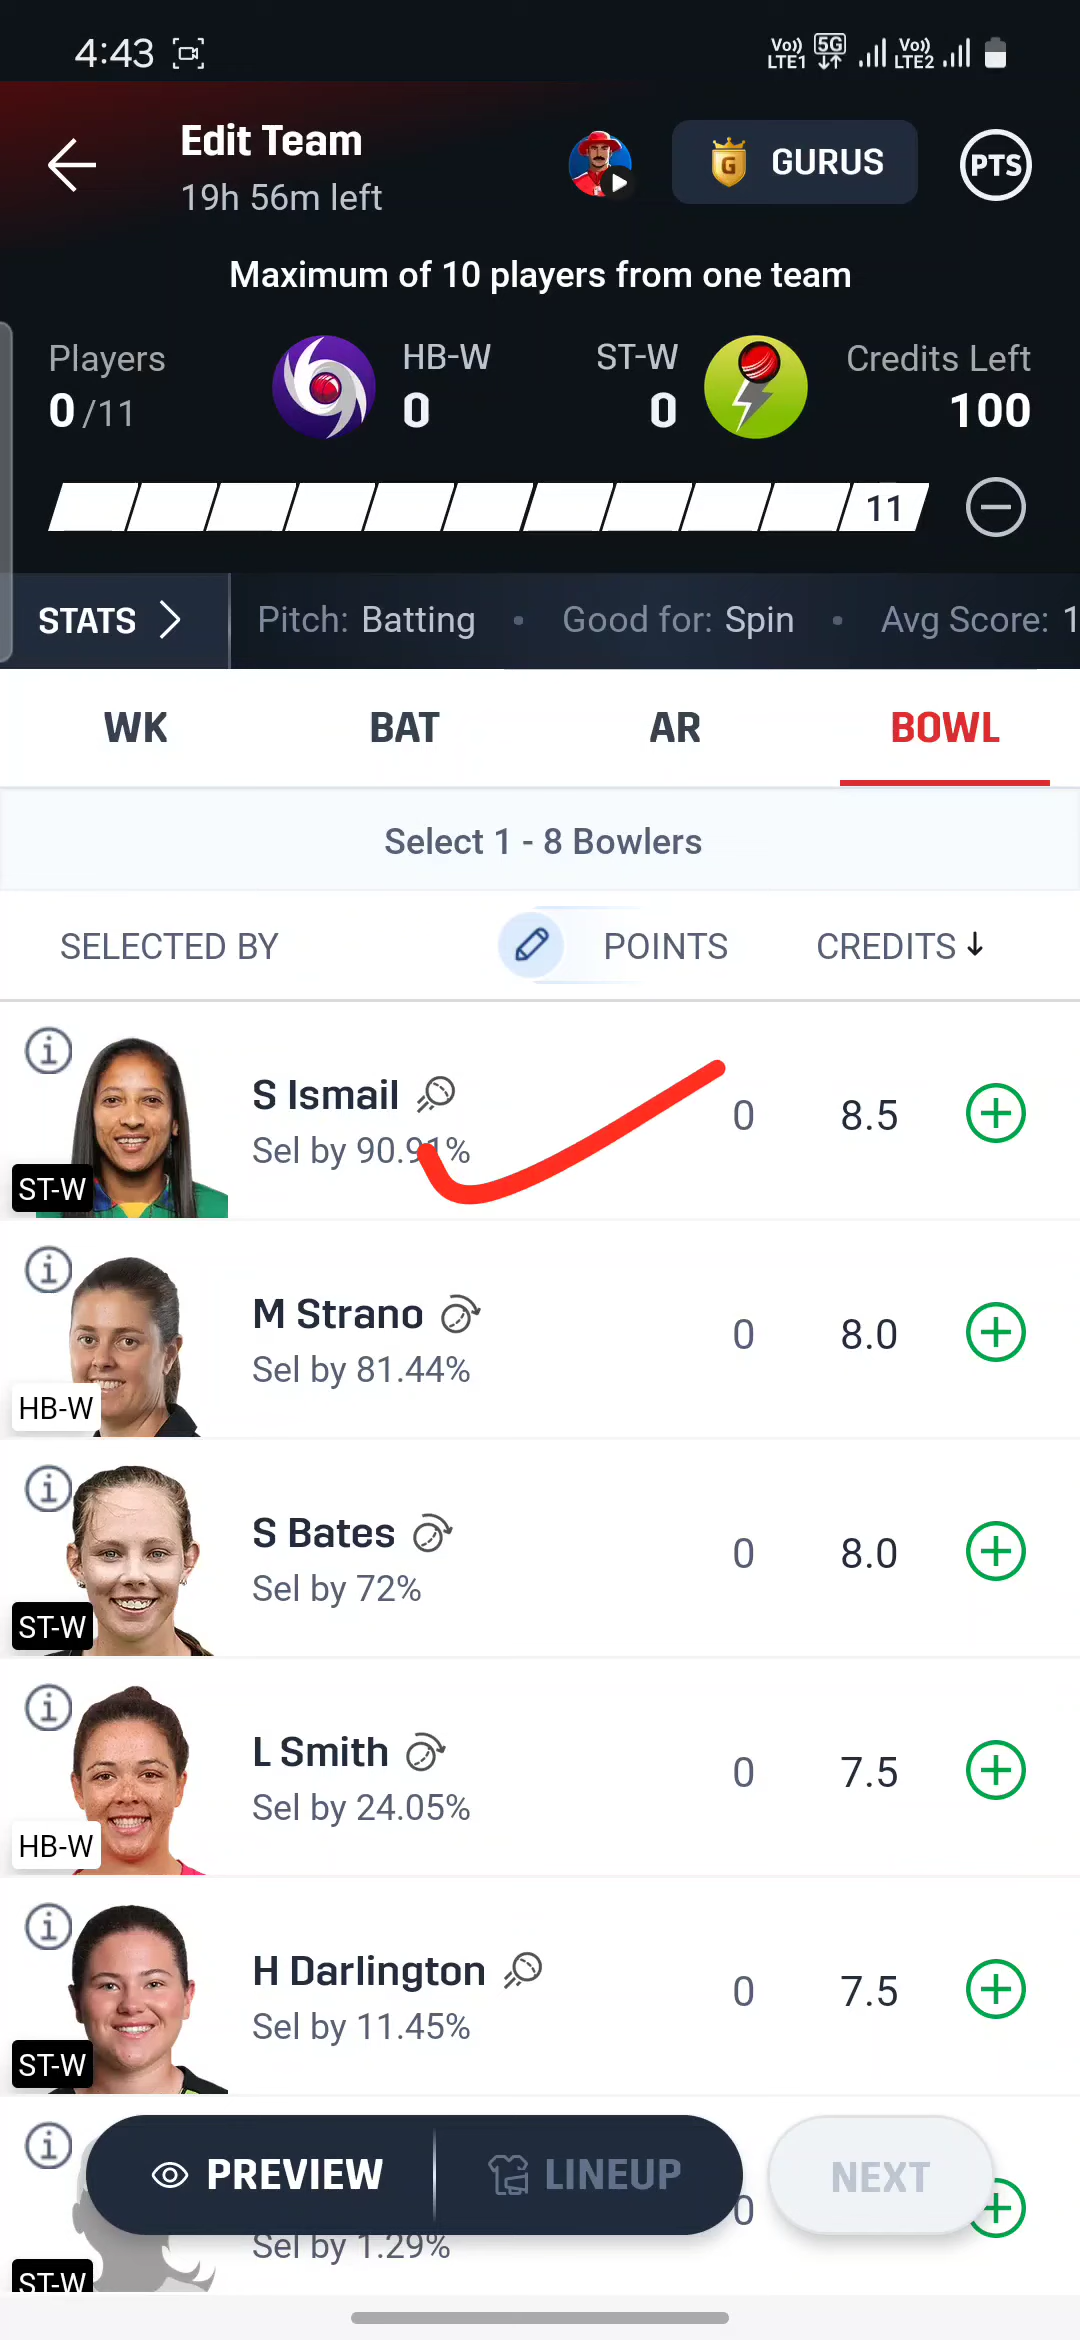 4:43 Vo)) LTE1 5G Vo)) LTE2
Edit Team
19h 56m left
G GURUS
PTS
Maximum of 10 players from one team
Players HB-W ST-W Credits Left
0/11 0 0 100
11
STATS Pitch: Batting • Good for: Spin • Avg Score: 1
WK BAT AR BOWL
Select 1 - 8 Bowlers
SELECTED BY POINTS CREDITS ↓
S Ismail
Sel by 90.91% 0 8.5
ST-W
M Strano
Sel by 81.44% 0 8.0
HB-W
S Bates
Sel by 72% 0 8.0
ST-W
L Smith
Sel by 24.05% 0 7.5
HB-W
H Darlington
Sel by 11.45% 0 7.5
ST-W
PREVIEW LINEUP 0 NEXT
Sel by 1.29%
ST-W